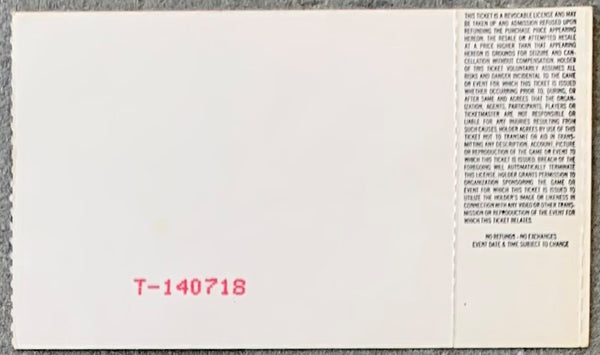 THIS TICKET IS A REVOCABLE LICENSE AND MAY
BE TAKEN UP AND ADMISSION REFUSED UPON
REFUNDING THE PURCHASE PRICE APPEARING
HEREON. THE RESALE OR ATTEMPTED RESALE
AT A PRICE HIGHER THAN THAT APPEARING
HEREON IS GROUNDS FOR SEIZURE AND CAN-
CELLATION WITHOUT COMPENSATION. HOLDER
OF THIS TICKET VOLUNTARILY ASSUMES ALL
RISKS AND DANGER INCIDENTAL TO THE GAME
OR EVENT FOR WHICH THIS TICKET IS ISSUED
WHETHER OCCURRING PRIOR TO, DURING, OR
AFTER SAME AND AGREES THAT THE ORGAN-
IZATION, AGENTS, PARTICIPANTS, PLAYERS OR
TICKETMASTER ARE NOT RESPONSIBLE OR
LIABLE FOR ANY INJURIES RESULTING FROM
SUCH CAUSES. HOLDER AGREES BY USE OF THIS
TICKET NOT TO TRANSMIT OR AID IN TRANS-
MITTING ANY DESCRIPTION, ACCOUNT, PICTURE
OR REPRODUCTION OF THE GAME OR EVENT TO
WHICH THIS TICKET IS ISSUED. BREACH OF THE
FOREGOING WILL AUTOMATICALLY TERMINATE
THIS LICENSE. HOLDER GRANTS PERMISSION TO
ORGANIZATION SPONSORING THE GAME OR
EVENT FOR WHICH THIS TICKET IS ISSUED TO
UTILIZE THE HOLDER'S IMAGE OR LIKENESS IN
CONNECTION WITH ANY VIDEO OR OTHER TRANS-
MISSION OR REPRODUCTION OF THE EVENT FOR
WHICH THIS TICKET RELATES.
NO REFUNDS - NO EXCHANGES
EVENT DATE & TIME SUBJECT TO CHANGE
T-140718